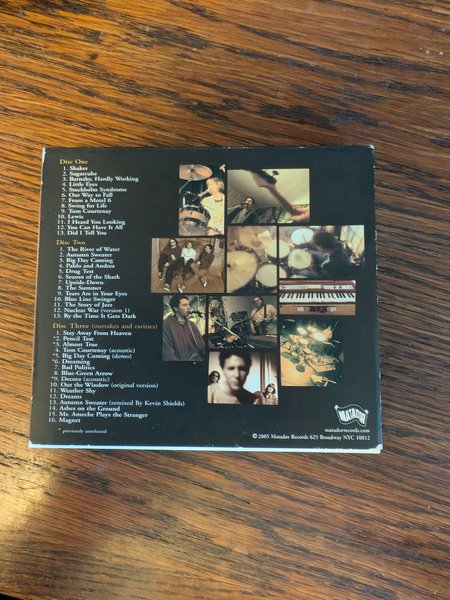 Disc One
1. Shaker
2. Sugarcube
3. Barnaby, Hardly Working
4. Little Eyes
5. Stockholm Syndrome
6. Our Way to Fall
7. From a Motel 6
8. Swing for Life
9. Tom Courtenay
10. Lewis
11. I Heard You Looking
12. You Can Have It All
13. Did I Tell You
Disc Two
1. The River of Water
2. Autumn Sweater
3. Big Day Coming
4. Pablo and Andrea
5. Drug Test
6. Season of the Shark
7. Upside-Down
8. The Summer
9. Tears Are in Your Eyes
10. Blue Line Swinger
11. The Story of Jazz
12. Nuclear War (version 1)
13. By the Time It Gets Dark
Disc Three (outtakes and rarities)
1. Stay Away From Heaven
*2. Pencil Test
*3. Almost True
4. Tom Courtenay (acoustic)
*5. Big Day Coming (demo)
*6. Dreaming
7. Bad Politics
8. Blue-Green Arrow
*9. Decora (acoustic)
10. Out the Window (original version)
11. Weather Shy
12. Dreams
13. Autumn Sweater (remixed By Kevin Shields)
14. Ashes on the Ground
15. Mr. Ameche Plays the Stranger
16. Magnet
* previously unreleased
MATADOR
matadorrecords.com
© 2005 Matador Records 625 Broadway NYC 10012